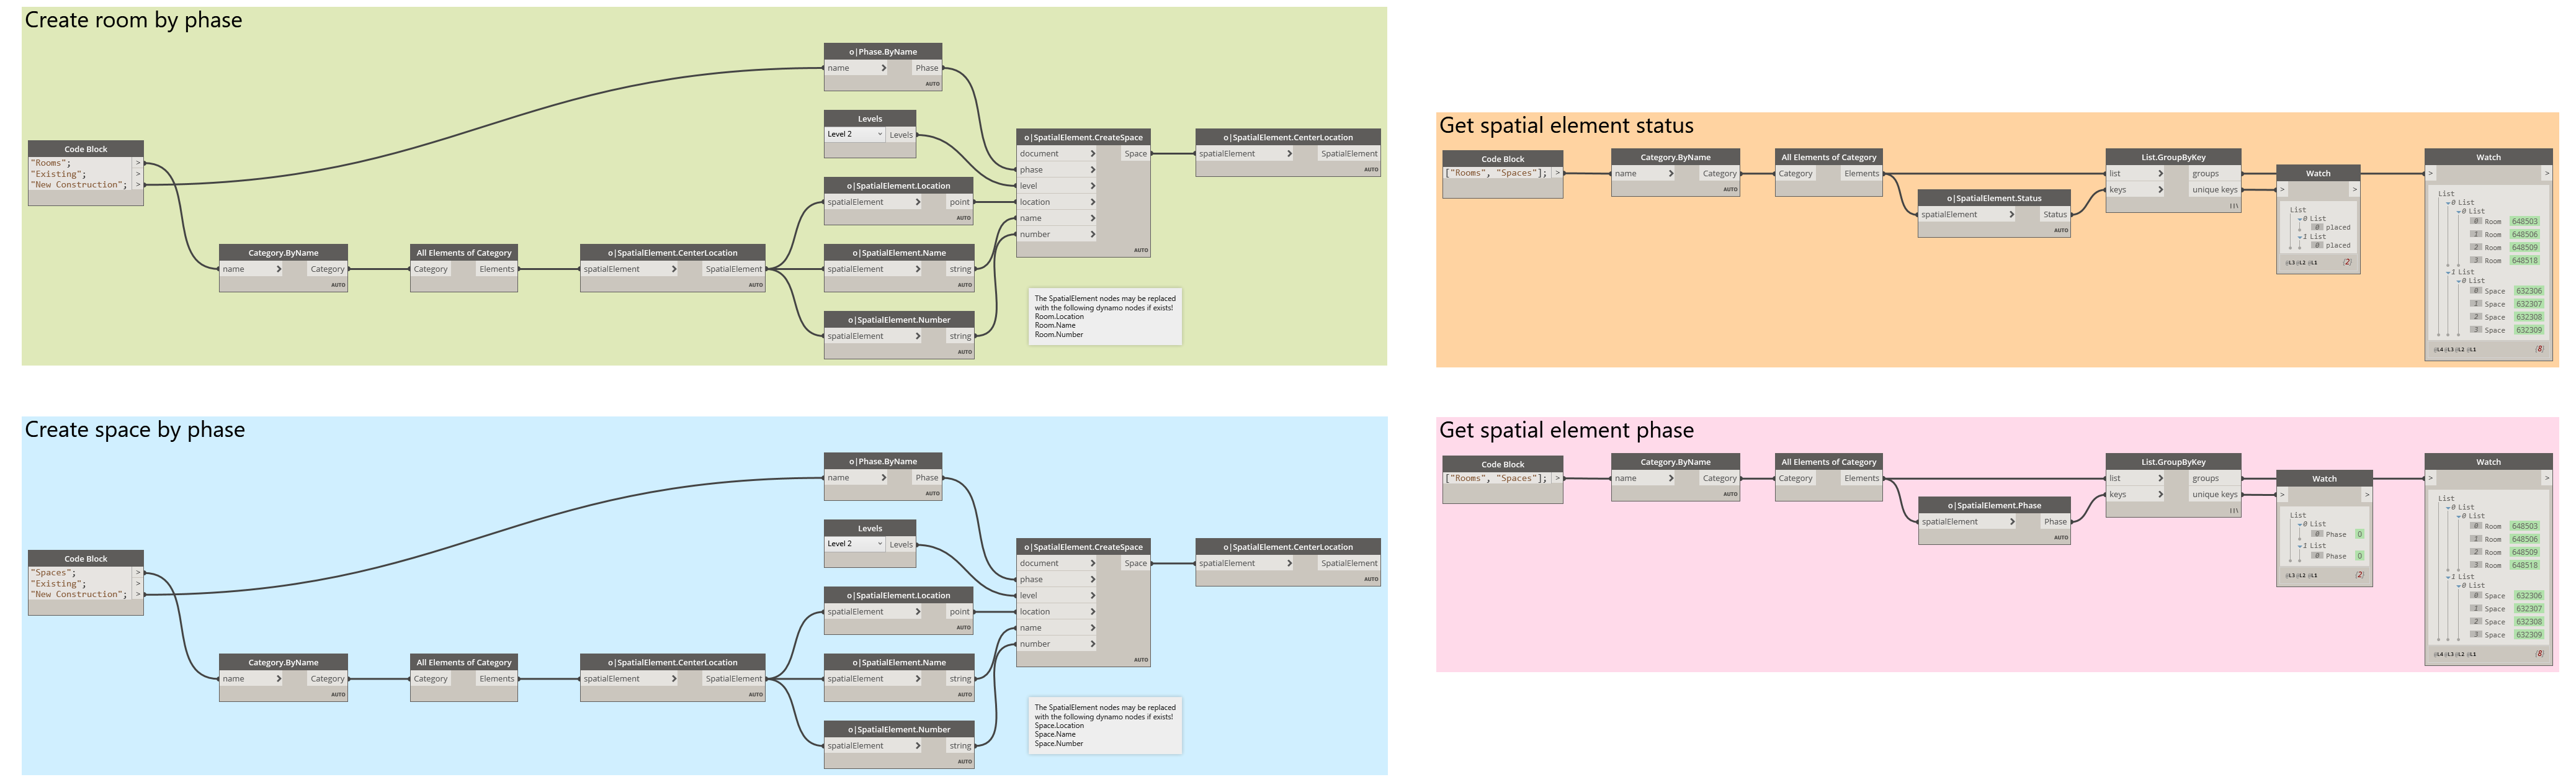 Create room by phase
Code Block
"Rooms"; >
"Existing"; >
"New Construction"; >
Category.ByName
name > Category
AUTO
All Elements of Category
Category Elements
o|SpatialElement.CenterLocation
spatialElement > SpatialElement
AUTO
o|Phase.ByName
name > Phase
AUTO
Levels
Level 2 Levels
o|SpatialElement.Location
spatialElement > point
AUTO
o|SpatialElement.Name
spatialElement > string
AUTO
o|SpatialElement.Number
spatialElement > string
AUTO
o|SpatialElement.CreateSpace
document > Space
phase >
level >
location >
name >
number >
AUTO
o|SpatialElement.CenterLocation
spatialElement > SpatialElement
AUTO
The SpatialElement nodes may be replaced
with the following dynamo nodes if exists!
Room.Location
Room.Name
Room.Number
Get spatial element status
Code Block
["Rooms", "Spaces"]; >
Category.ByName
name > Category
AUTO
All Elements of Category
Category Elements
AUTO
o|SpatialElement.Status
spatialElement > Status
AUTO
List.GroupByKey
list > groups
keys > unique keys
Watch
> >
List
0 List
0 placed
1 List
0 placed
@L3 @L2 @L1 {2}
Watch
> >
List
0 List
0 List
0 Room 648503
1 Room 648506
2 Room 648509
3 Room 648518
1 List
0 List
0 Space 632306
1 Space 632307
2 Space 632308
3 Space 632309
@L4 @L3 @L2 @L1 {8}
Create space by phase
Code Block
"Spaces"; >
"Existing"; >
"New Construction"; >
Category.ByName
name > Category
AUTO
All Elements of Category
Category Elements
AUTO
o|SpatialElement.CenterLocation
spatialElement > SpatialElement
AUTO
o|Phase.ByName
name > Phase
AUTO
Levels
Level 2 Levels
o|SpatialElement.Location
spatialElement > point
AUTO
o|SpatialElement.Name
spatialElement > string
AUTO
o|SpatialElement.Number
spatialElement > string
AUTO
o|SpatialElement.CreateSpace
document > Space
phase >
level >
location >
name >
number >
AUTO
o|SpatialElement.CenterLocation
spatialElement > SpatialElement
AUTO
The SpatialElement nodes may be replaced
with the following dynamo nodes if exists!
Space.Location
Space.Name
Space.Number
Get spatial element phase
Code Block
["Rooms", "Spaces"]; >
Category.ByName
name > Category
AUTO
All Elements of Category
Category Elements
AUTO
o|SpatialElement.Phase
spatialElement > Phase
AUTO
List.GroupByKey
list > groups
keys > unique keys
Watch
> >
List
0 List
0 Phase 0
1 List
0 Phase 0
@L3 @L2 @L1 {2}
Watch
> >
List
0 List
0 List
0 Room 648503
1 Room 648506
2 Room 648509
3 Room 648518
1 List
0 List
0 Space 632306
1 Space 632307
2 Space 632308
3 Space 632309
@L4 @L3 @L2 @L1 {8}